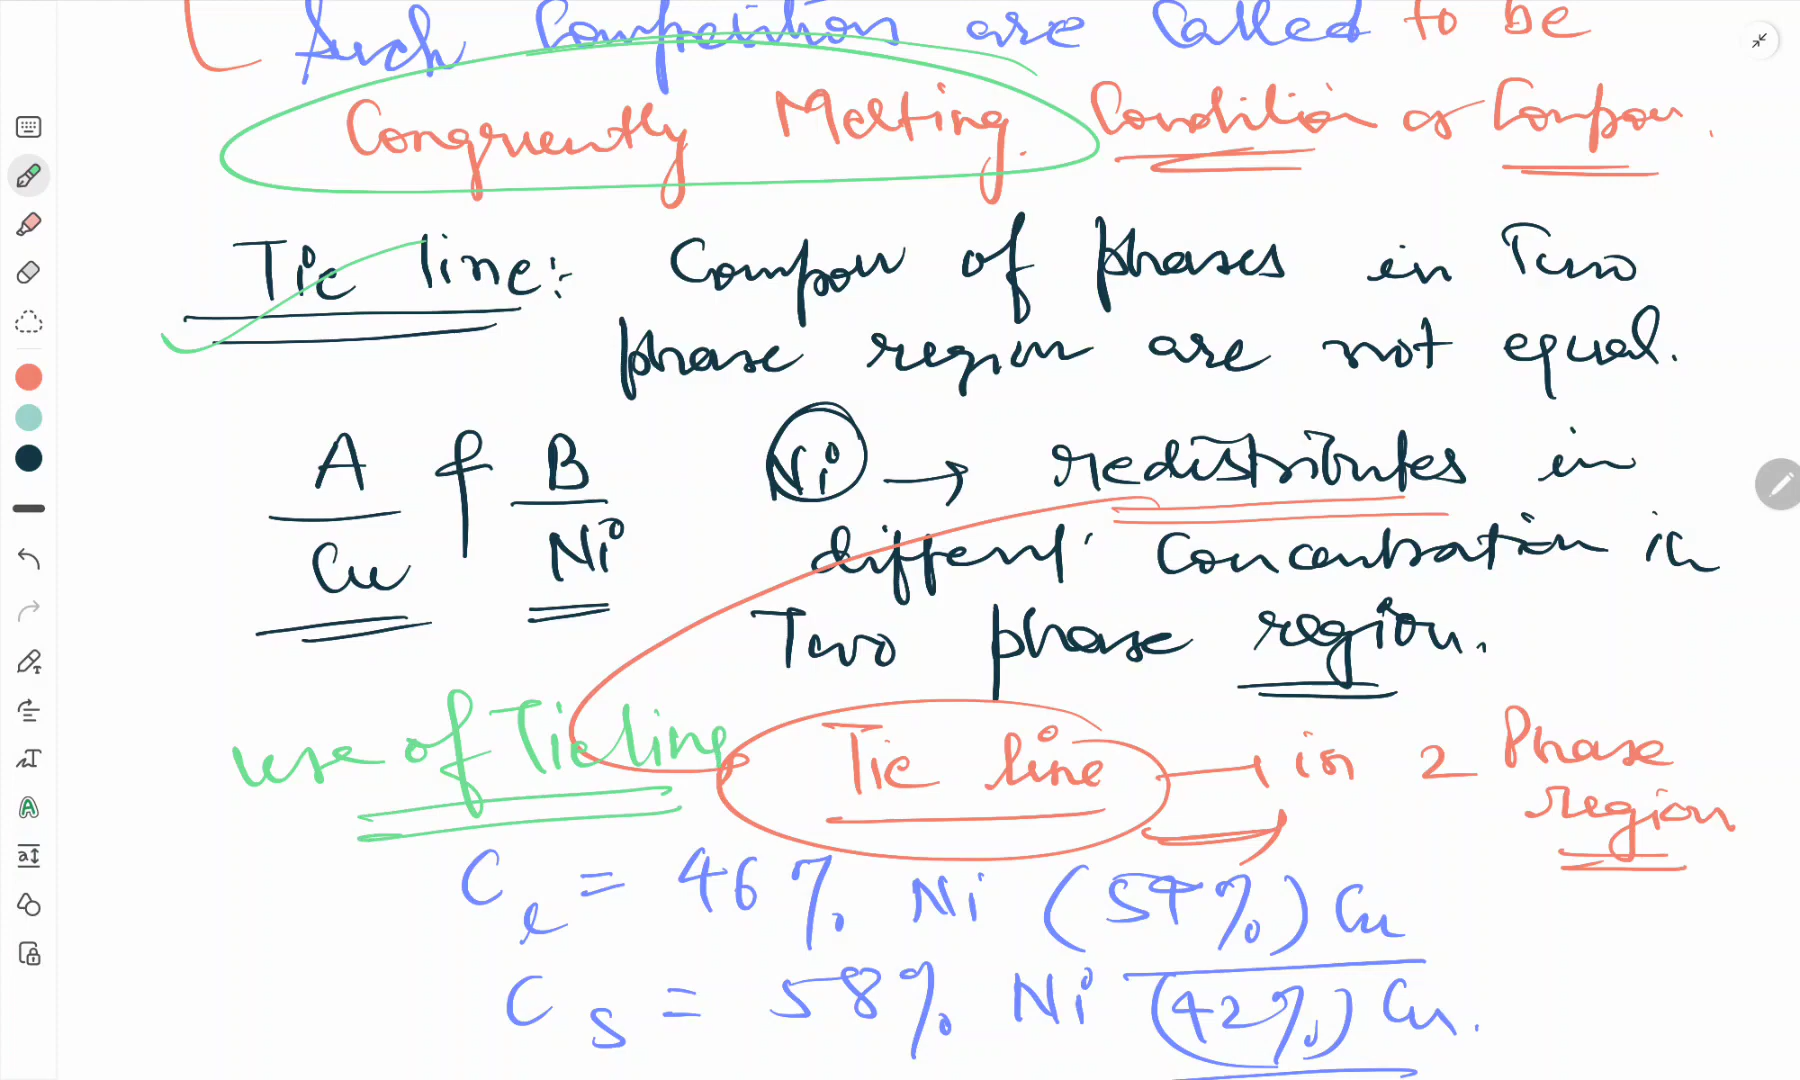 Such Composition are called to be
Congruently Melting Condition or Compon.
Tie line: Compon of phases in Two
phase region are not equal.
A & B Ni → redistributes in
Cu Ni different Concentration in
Two phase region.
use of Tie line Tie line → in 2 Phase
region
Cl = 46% Ni (54%) Cu
CS = 58% Ni (42%) Cu.